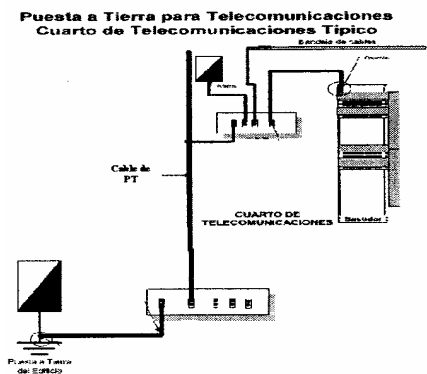 Puesta a Tierra para Telecomunicaciones
Cuarto de Telecomunicaciones Típico
Bandeja de cables
Cable de
PT
CUARTO DE
TELECOMUNICACIONES
Bastidor
Puesta a Tierra
del Edificio